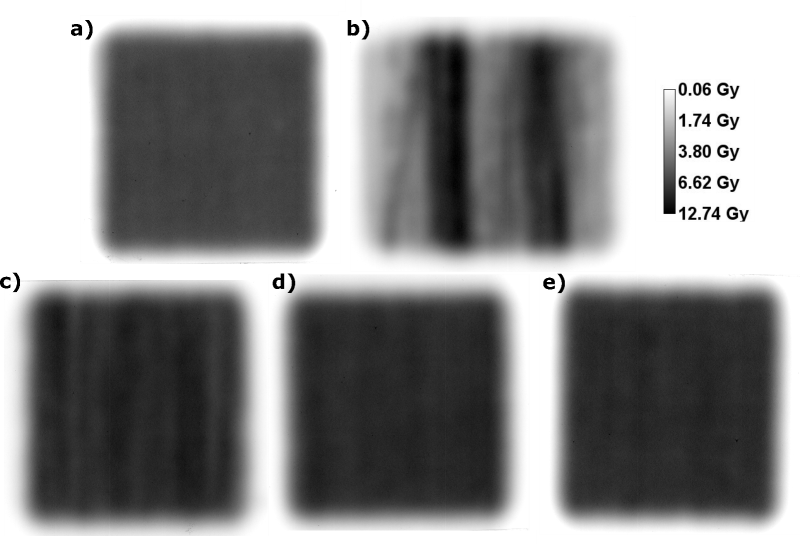 a)
b)
0.06 Gy
1.74 Gy
3.80 Gy
6.62 Gy
12.74 Gy
c)
d)
e)